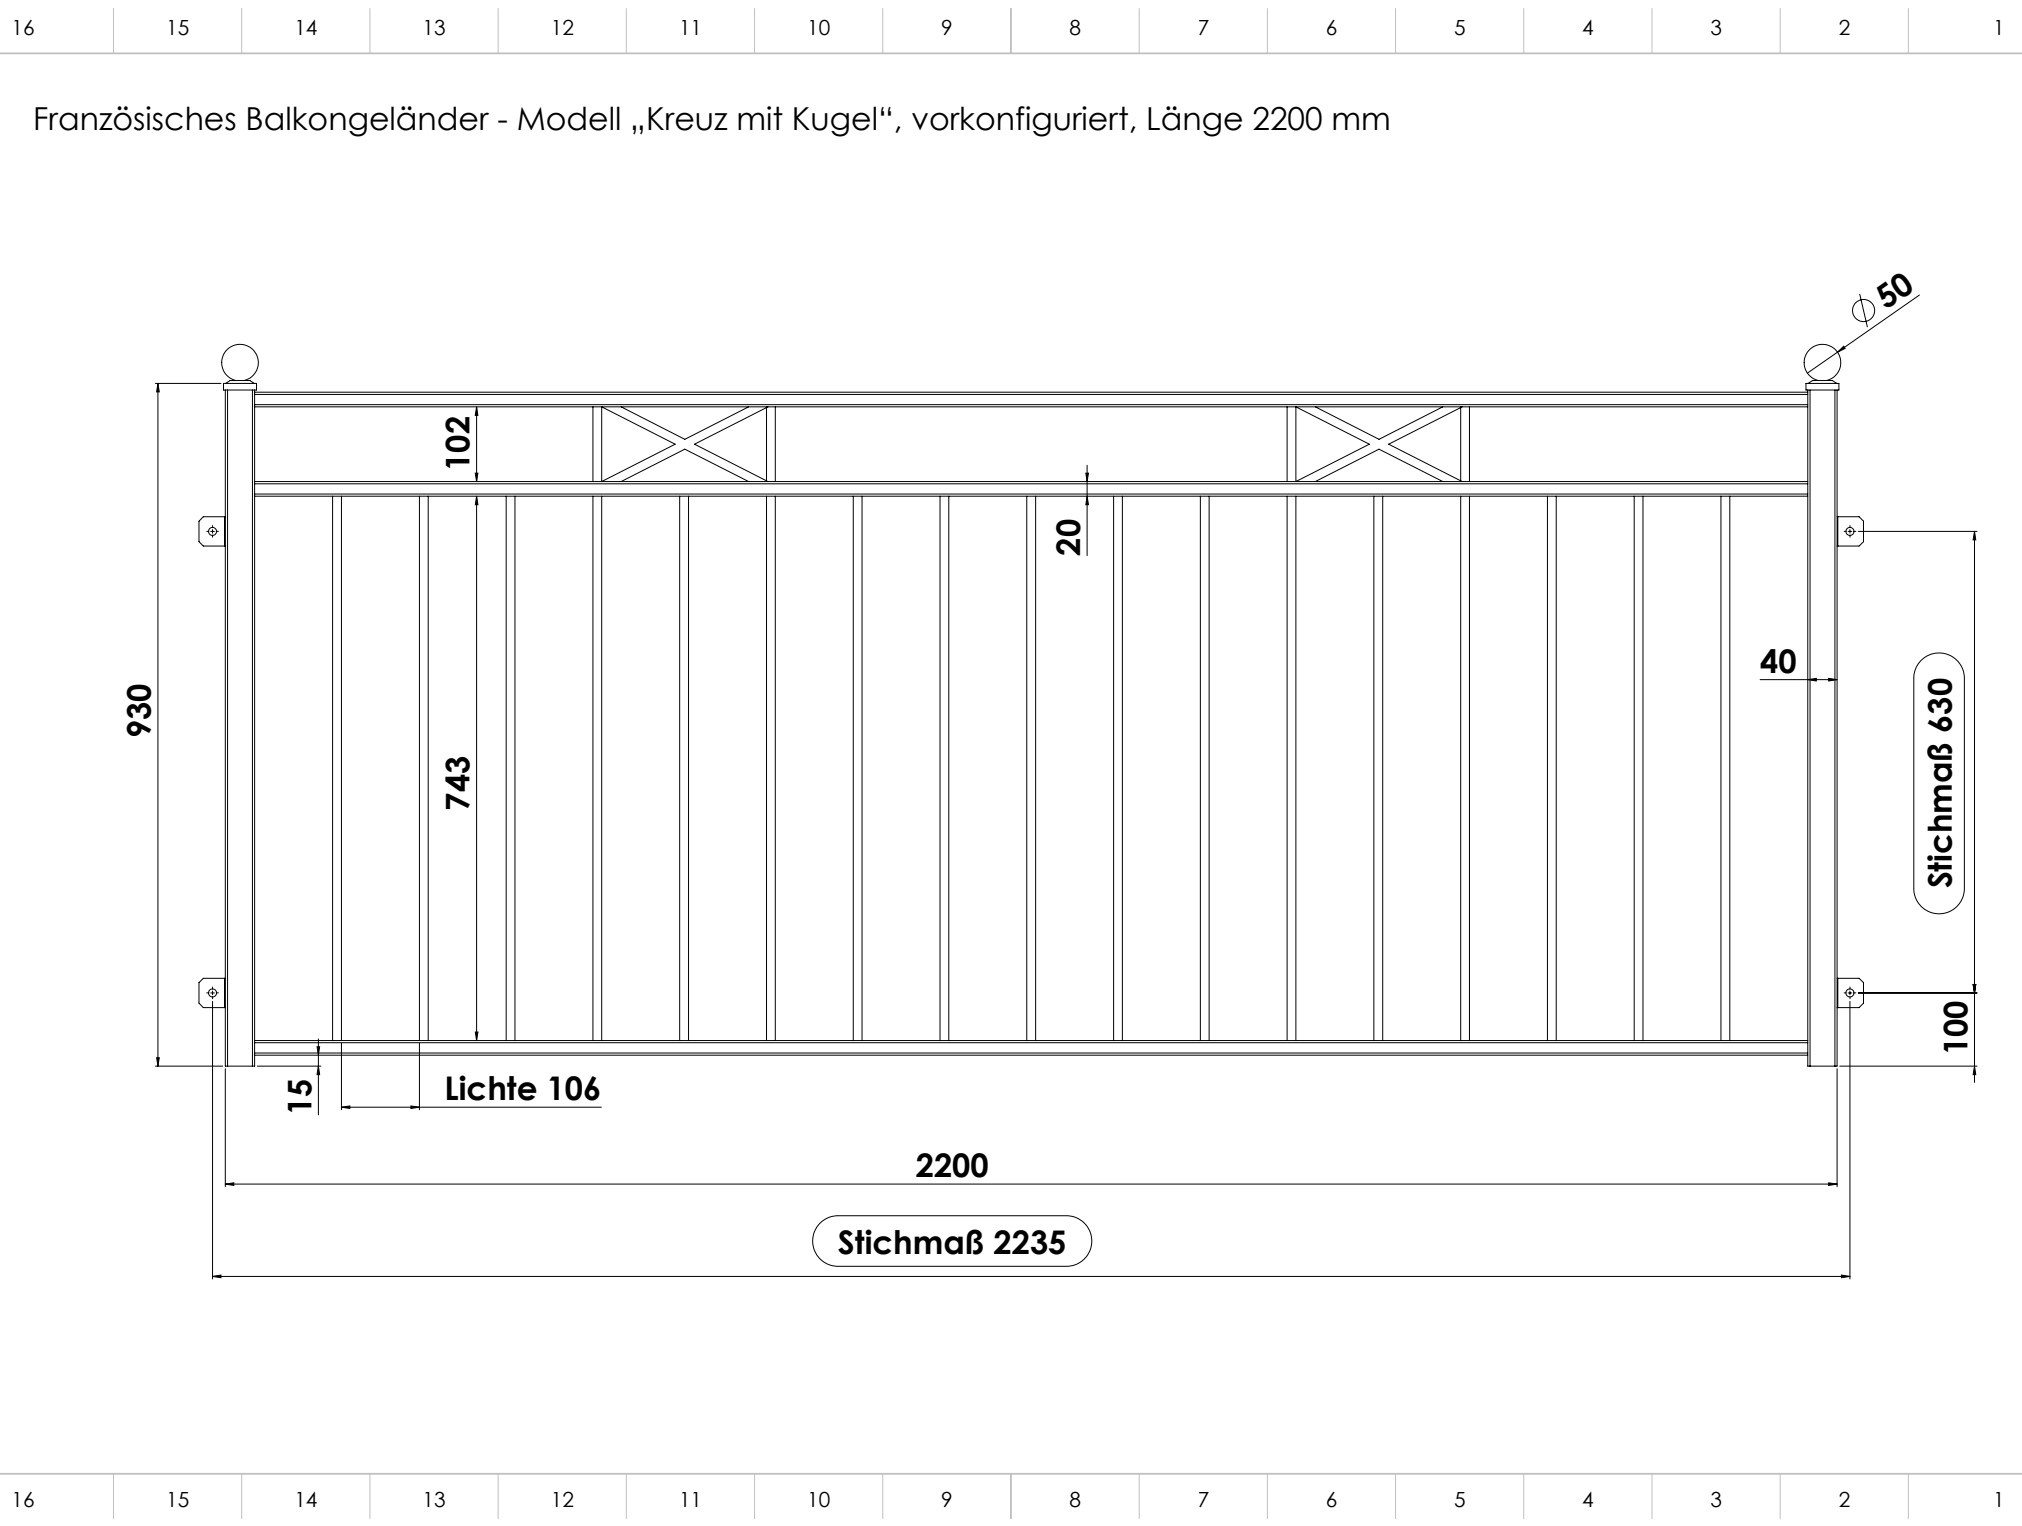 16 15 14 13 12 11 10 9 8 7 6 5 4 3 2 1
Französisches Balkongeländer - Modell „Kreuz mit Kugel“, vorkonfiguriert, Länge 2200 mm
∅ 50
102
20
40
930
743
Stichmaß 630
100
15
Lichte 106
2200
Stichmaß 2235
16 15 14 13 12 11 10 9 8 7 6 5 4 3 2 1